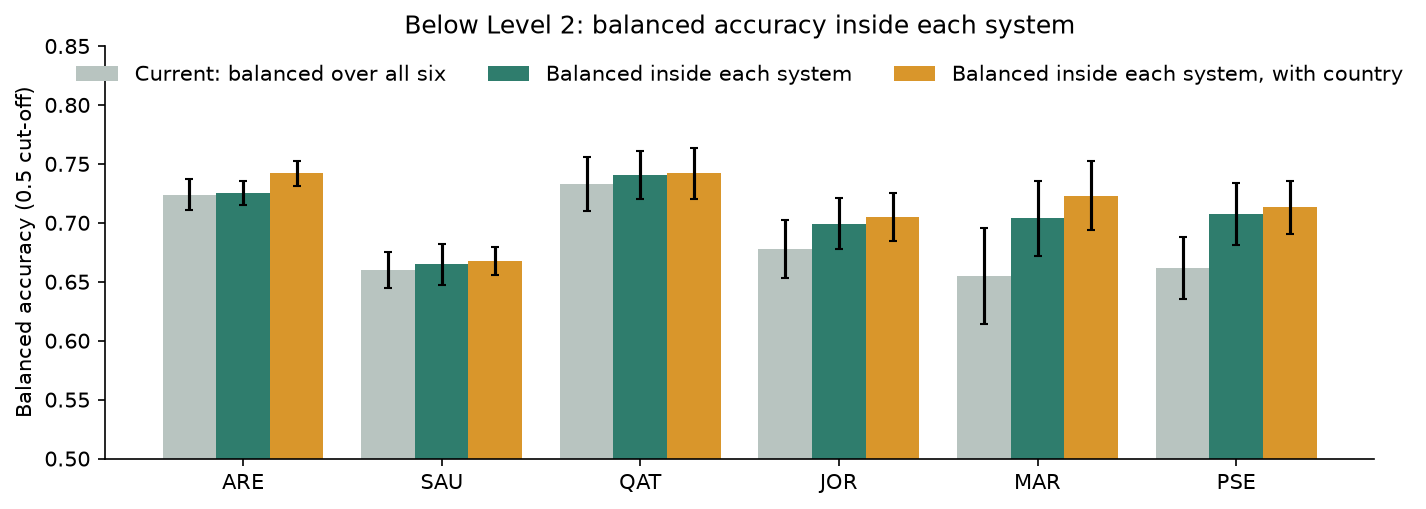 Below Level 2: balanced accuracy inside each system
Current: balanced over all six
Balanced inside each system
Balanced inside each system, with country
Balanced accuracy (0.5 cut-off)
0.85
0.80
0.75
0.70
0.65
0.60
0.55
0.50
ARE
SAU
QAT
JOR
MAR
PSE